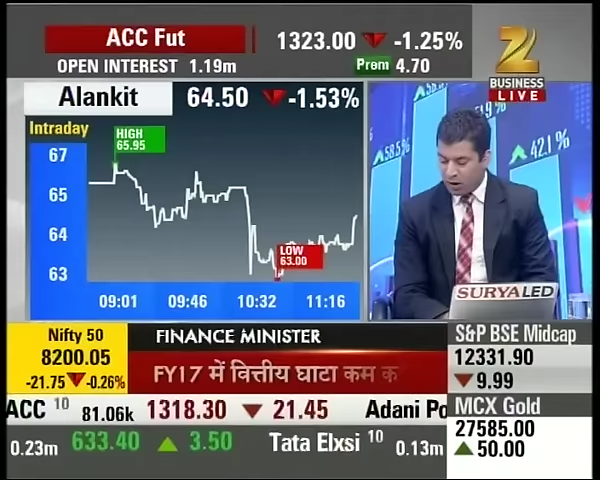 ACC Fut 1323.00 -1.25%
OPEN INTEREST 1.19m Prem 4.70
Z
BUSINESS
LIVE
Alankit 64.50 -1.53%
Intraday
HIGH
65.95
67
65
64
63
LOW
63.00
09:01 09:46 10:32 11:16
58.5%
42.1%
SURYA LED
Nifty 50
8200.05
-21.75 -0.26%
FINANCE MINISTER
FY17 में वित्तीय घाटा कम क
S&P BSE Midcap
12331.90
9.99
ACC 10 81.06k 1318.30 21.45 Adani Po
MCX Gold
27585.00
50.00
0.23m 633.40 3.50 Tata Elxsi 10 0.13m